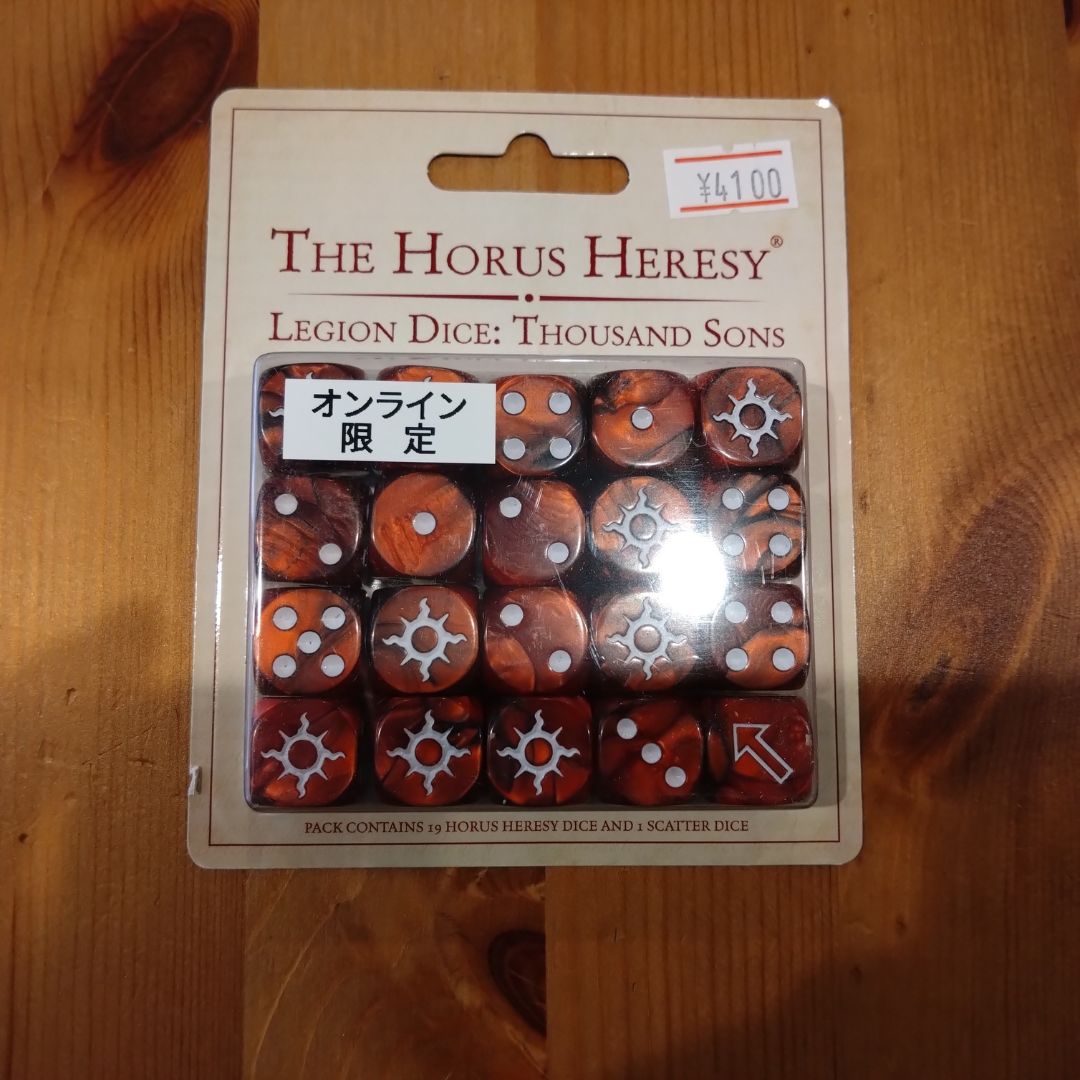 ¥4100
THE HORUS HERESY®
LEGION DICE: THOUSAND SONS
オンライン
限 定
PACK CONTAINS 19 HORUS HERESY DICE AND 1 SCATTER DICE